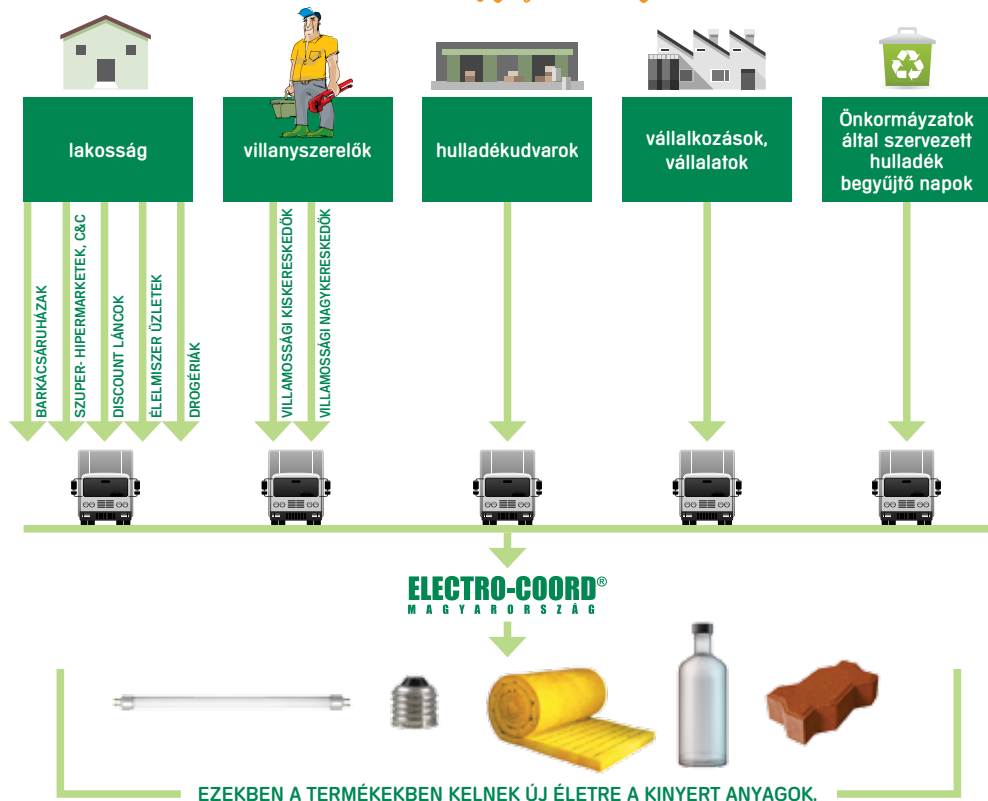 lakosság
villanyszerelők
hulladékudvarok
vállalkozások,
vállalatok
Önkormáyzatok
által szervezett
hulladék
begyűjtő napok
BARKÁCSÁRUHÁZAK
SZUPER- HIPERMARKETEK, C&C
DISCOUNT LÁNCOK
ÉLELMISZER ÜZLETEK
DROGÉRIÁK
VILLAMOSSÁGI KISKERESKEDŐK
VILLAMOSSÁGI NAGYKERESKEDŐK
ELECTRO-COORD®
MAGYARORSZÁG
EZEKBEN A TERMÉKEKBEN KELNEK ÚJ ÉLETRE A KINYERT ANYAGOK.